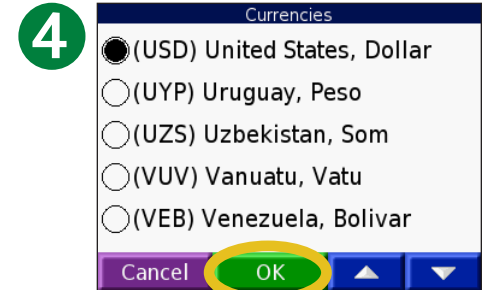 4
Currencies
(USD) United States, Dollar
(UYP) Uruguay, Peso
(UZS) Uzbekistan, Som
(VUV) Vanuatu, Vatu
(VEB) Venezuela, Bolivar
Cancel OK